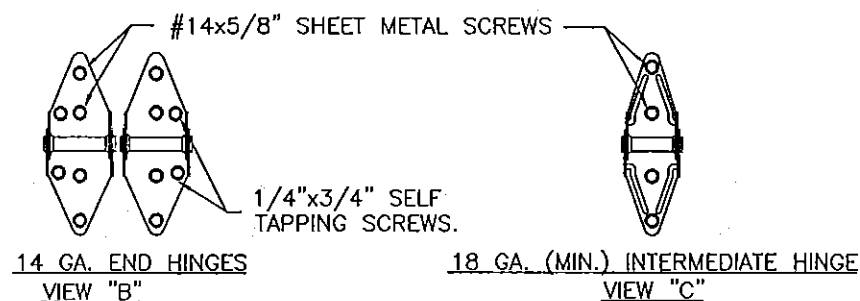 #14x5/8" SHEET METAL SCREWS
1/4"x3/4" SELF
TAPPING SCREWS.
14 GA. END HINGES
VIEW "B"
18 GA. (MIN.) INTERMEDIATE HINGE
VIEW "C"